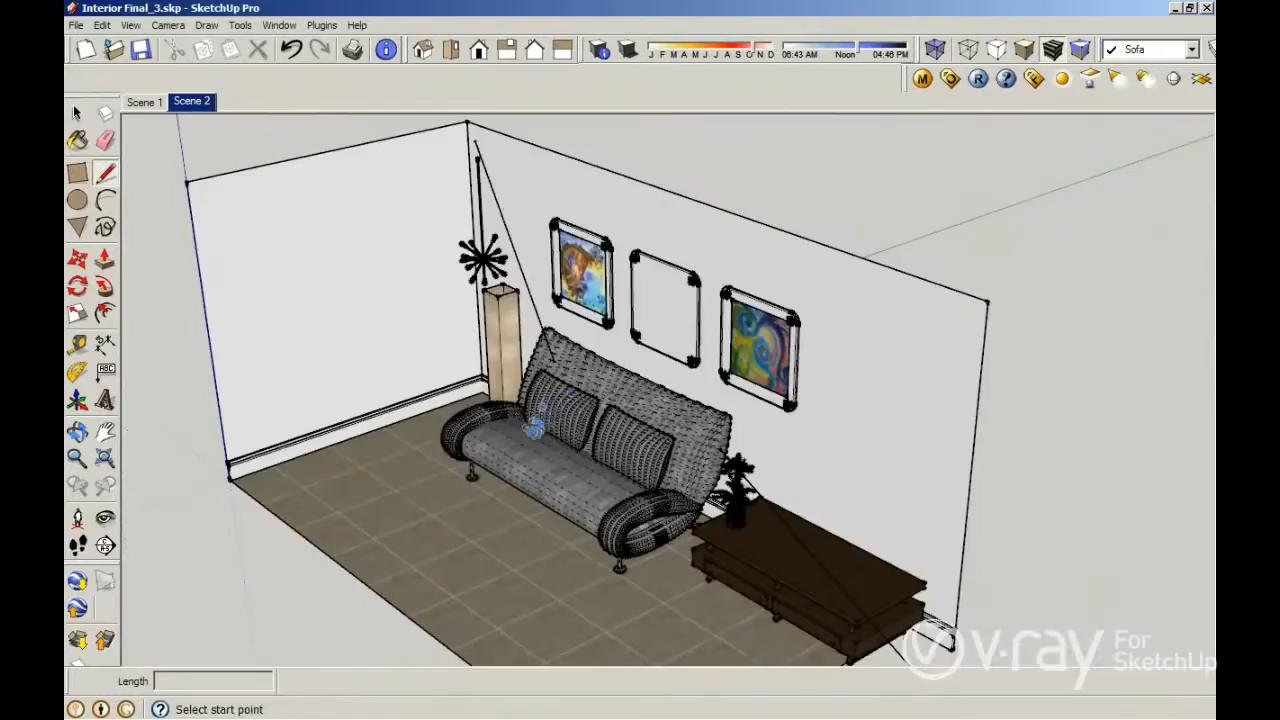 Interior Final_3.skp - SketchUp Pro
File Edit View Camera Draw Tools Window Plugins Help
J F M A M J J A S O N D 06:43 AM Noon 04:46 PM
Sofa
M R ?
Scene 1 Scene 2
ABC
v-ray For SketchUp
Length
Select start point